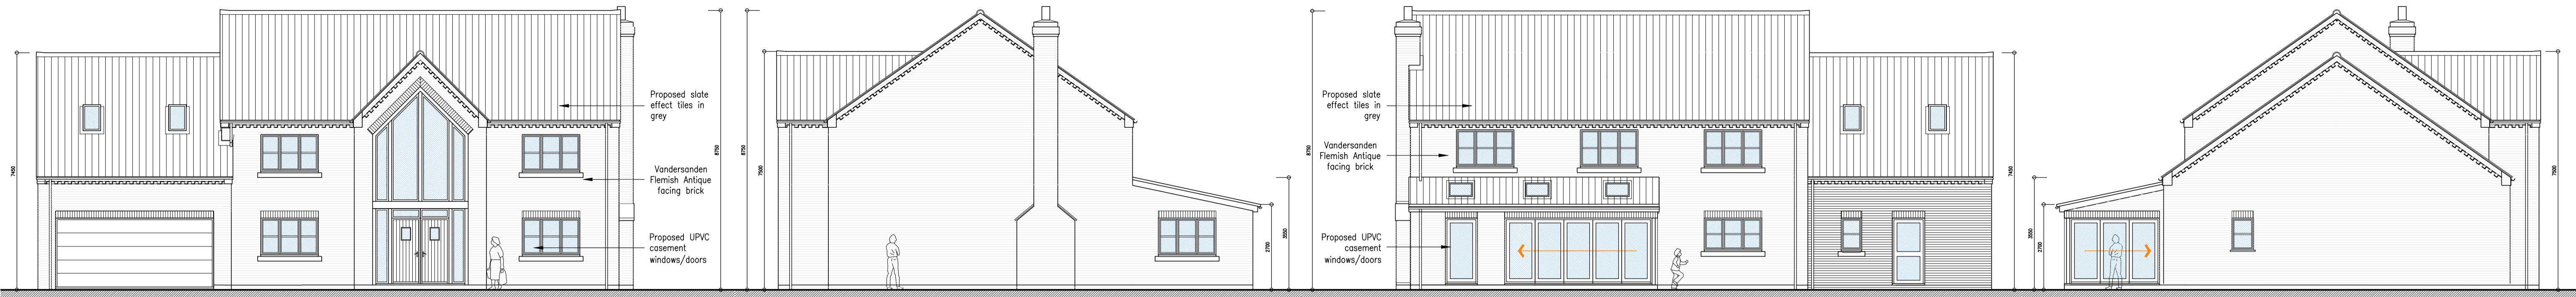 7450
Proposed slate
effect tiles in
grey
Vandersanden
Flemish Antique
facing brick
Proposed UPVC
casement
windows/doors
8750
8750
7500
2700
3550
8750
Proposed slate
effect tiles in
grey
Vandersanden
Flemish Antique
facing brick
Proposed UPVC
casement
windows/doors
7450
3550
2700
7500